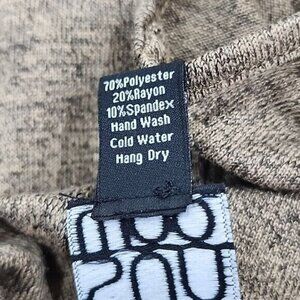 70%Polyester
20%Rayon
10%Spandex
Hand Wash
Cold Water
Hang Dry